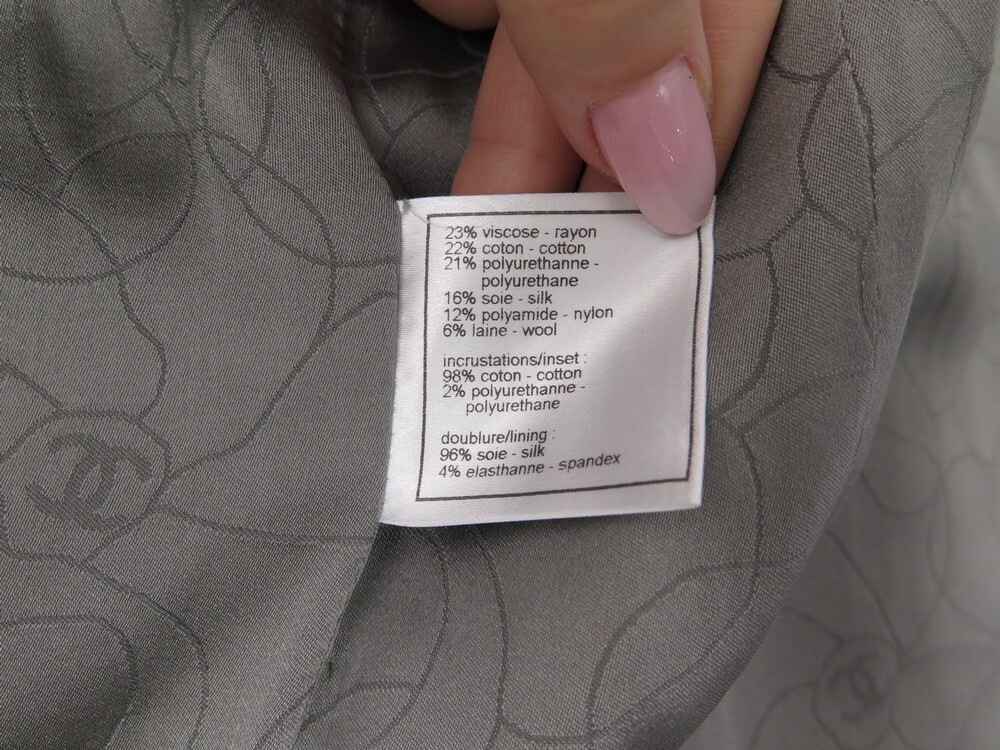 23% viscose - rayon
22% coton - cotton
21% polyurethanne -
polyurethane
16% soie - silk
12% polyamide - nylon
6% laine - wool
incrustations/inset :
98% coton - cotton
2% polyurethanne -
polyurethane
doublure/lining :
96% soie - silk
4% elasthanne - spandex